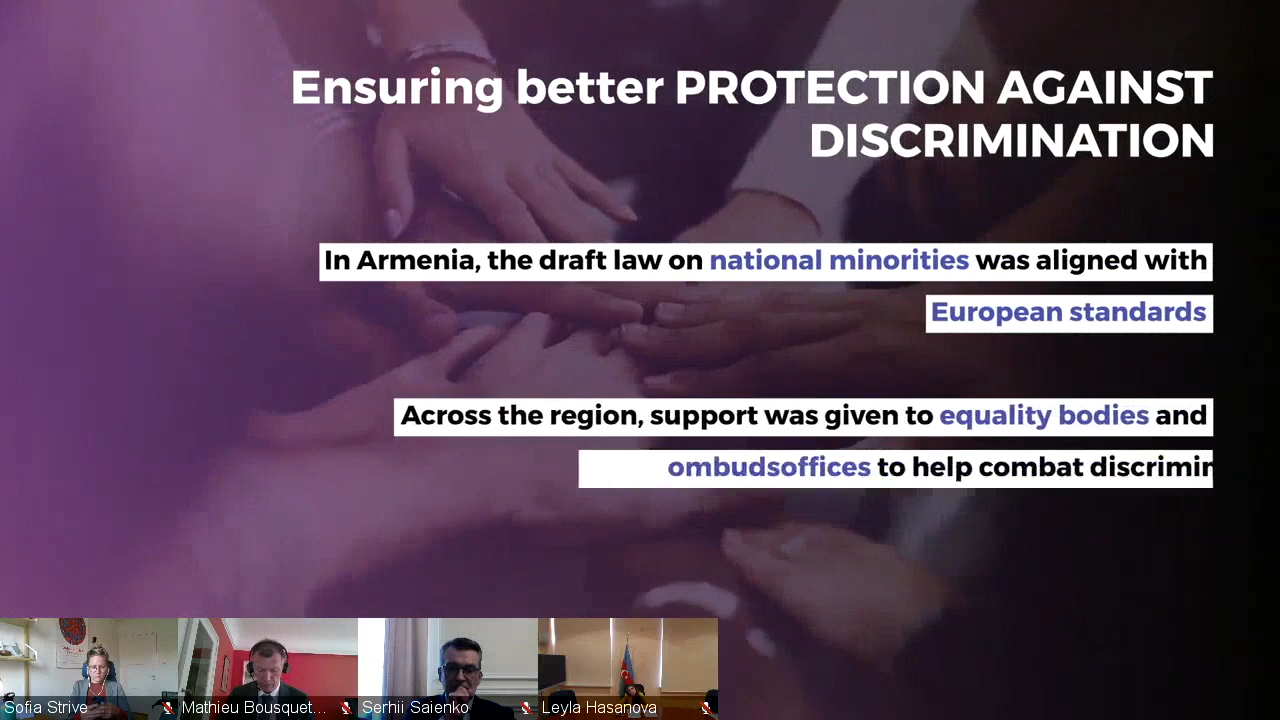 Ensuring better PROTECTION AGAINST
DISCRIMINATION
In Armenia, the draft law on national minorities was aligned with
European standards
Across the region, support was given to equality bodies and
ombudsoffices to help combat discrimin
Sofia Strive
Mathieu Bousquet...
Serhii Saienko
Leyla Hasanova